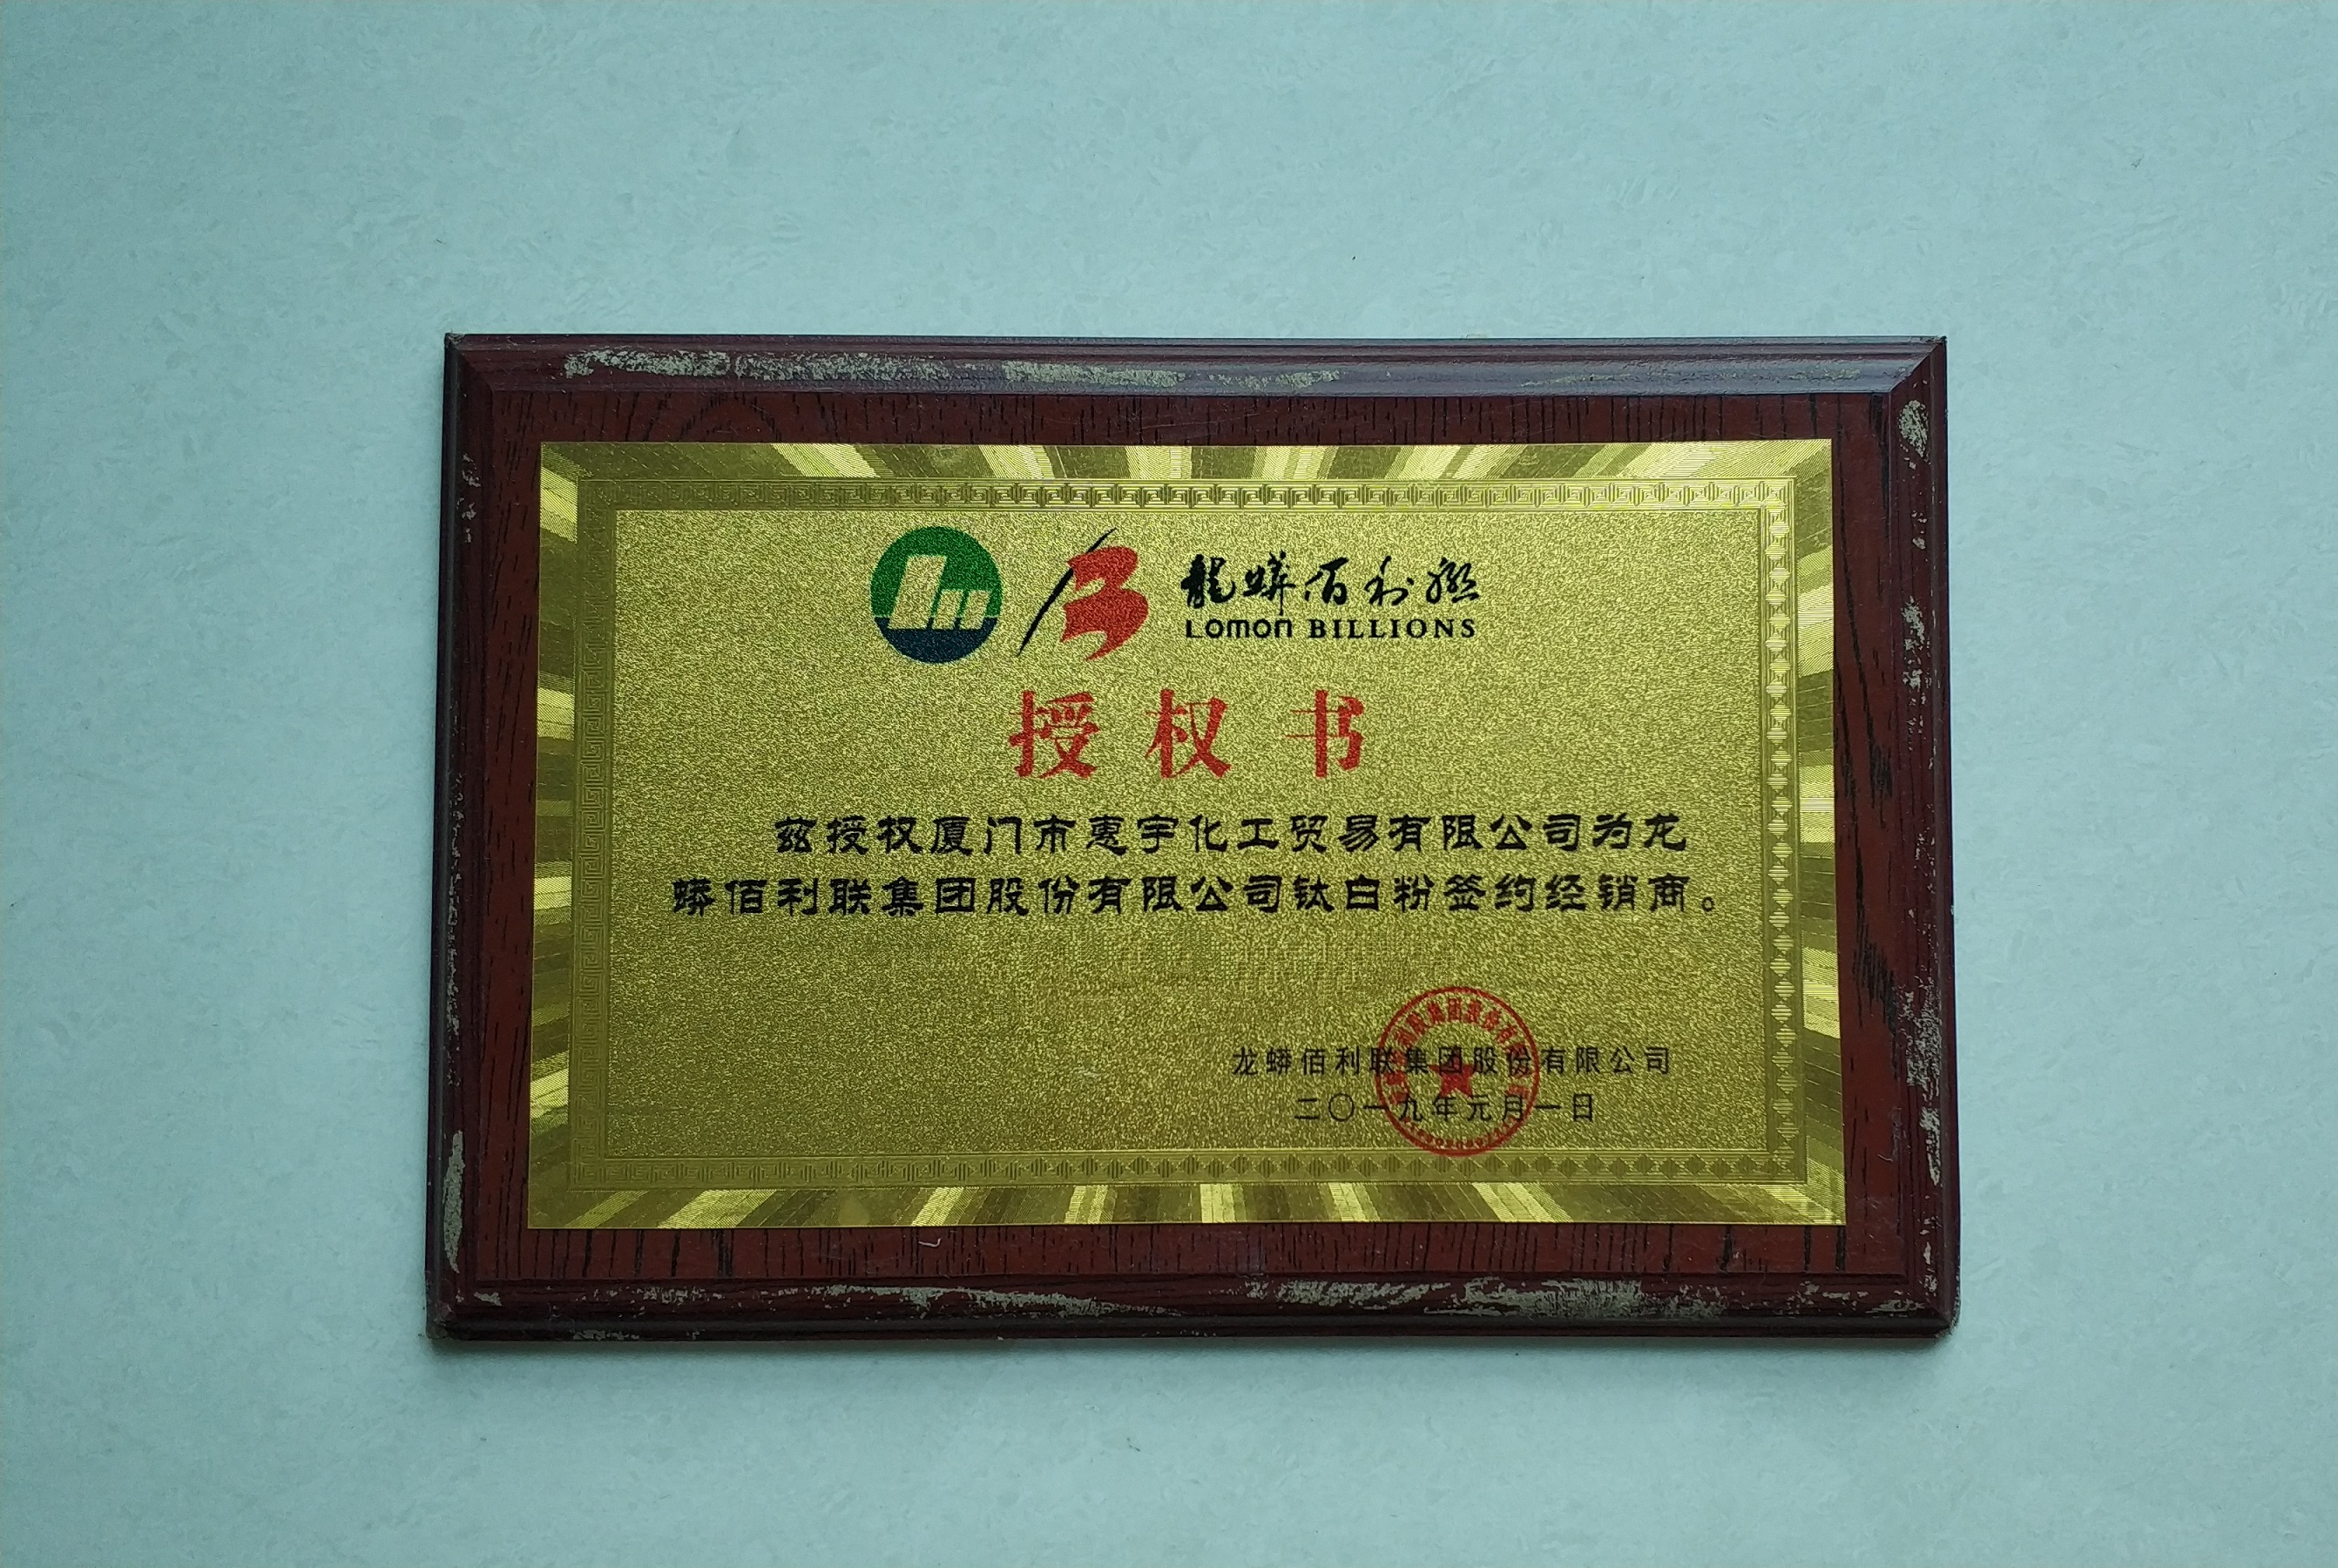 龍蟒佰利聯
LOMON BILLIONS
授权书
兹授权厦门市惠宇化工贸易有限公司为龙
蟒佰利联集团股份有限公司钛白粉签约经销商。
龙蟒佰利联集团股份有限公司
二〇一九年元月一日